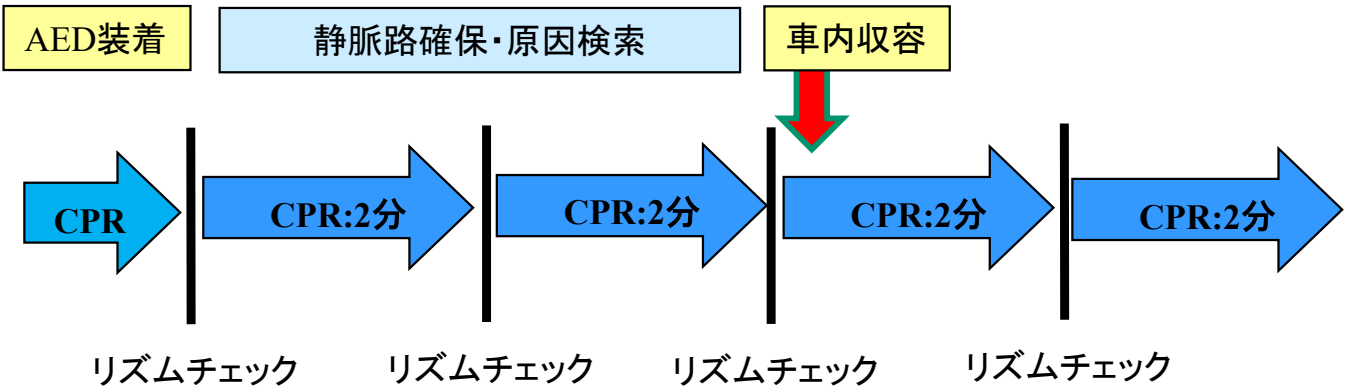 AED装着
静脈路確保・原因検索
車内収容
CPR
CPR:2分
CPR:2分
CPR:2分
CPR:2分
リズムチェック
リズムチェック
リズムチェック
リズムチェック